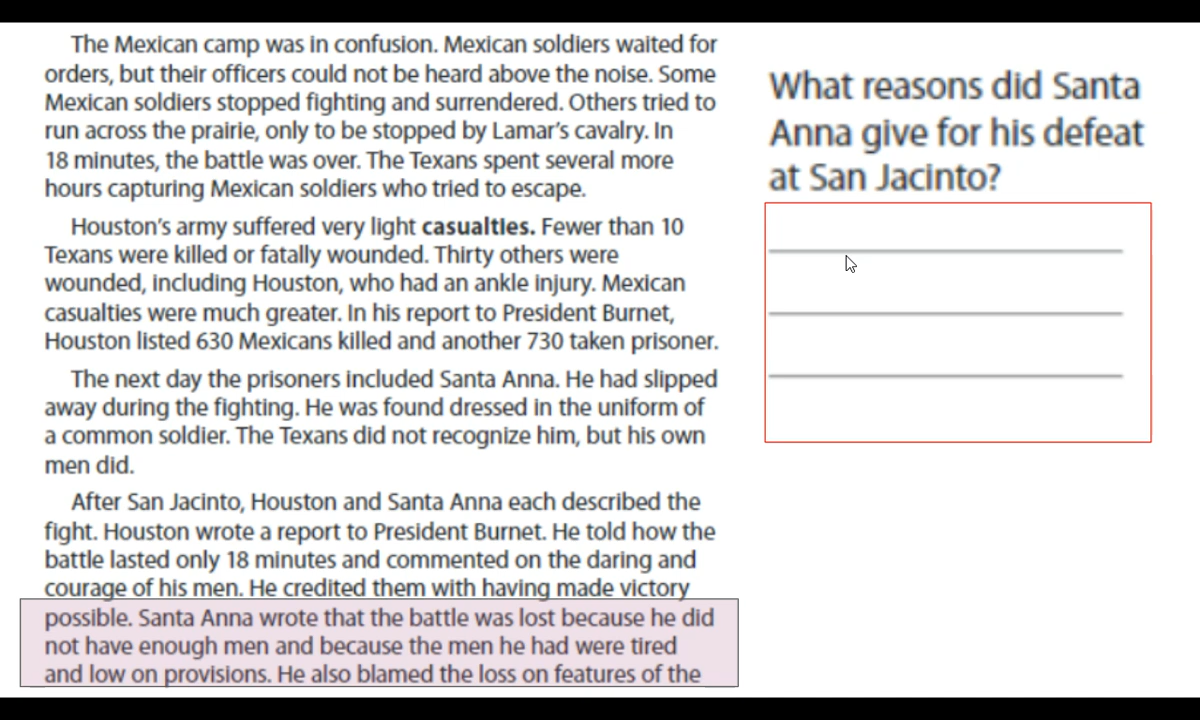 The Mexican camp was in confusion. Mexican soldiers waited for
orders, but their officers could not be heard above the noise. Some
Mexican soldiers stopped fighting and surrendered. Others tried to
run across the prairie, only to be stopped by Lamar's cavalry. In
18 minutes, the battle was over. The Texans spent several more
hours capturing Mexican soldiers who tried to escape.
Houston's army suffered very light casualties. Fewer than 10
Texans were killed or fatally wounded. Thirty others were
wounded, including Houston, who had an ankle injury. Mexican
casualties were much greater. In his report to President Burnet,
Houston listed 630 Mexicans killed and another 730 taken prisoner.
The next day the prisoners included Santa Anna. He had slipped
away during the fighting. He was found dressed in the uniform of
a common soldier. The Texans did not recognize him, but his own
men did.
After San Jacinto, Houston and Santa Anna each described the
fight. Houston wrote a report to President Burnet. He told how the
battle lasted only 18 minutes and commented on the daring and
courage of his men. He credited them with having made victory
possible. Santa Anna wrote that the battle was lost because he did
not have enough men and because the men he had were tired
and low on provisions. He also blamed the loss on features of the
What reasons did Santa
Anna give for his defeat
at San Jacinto?